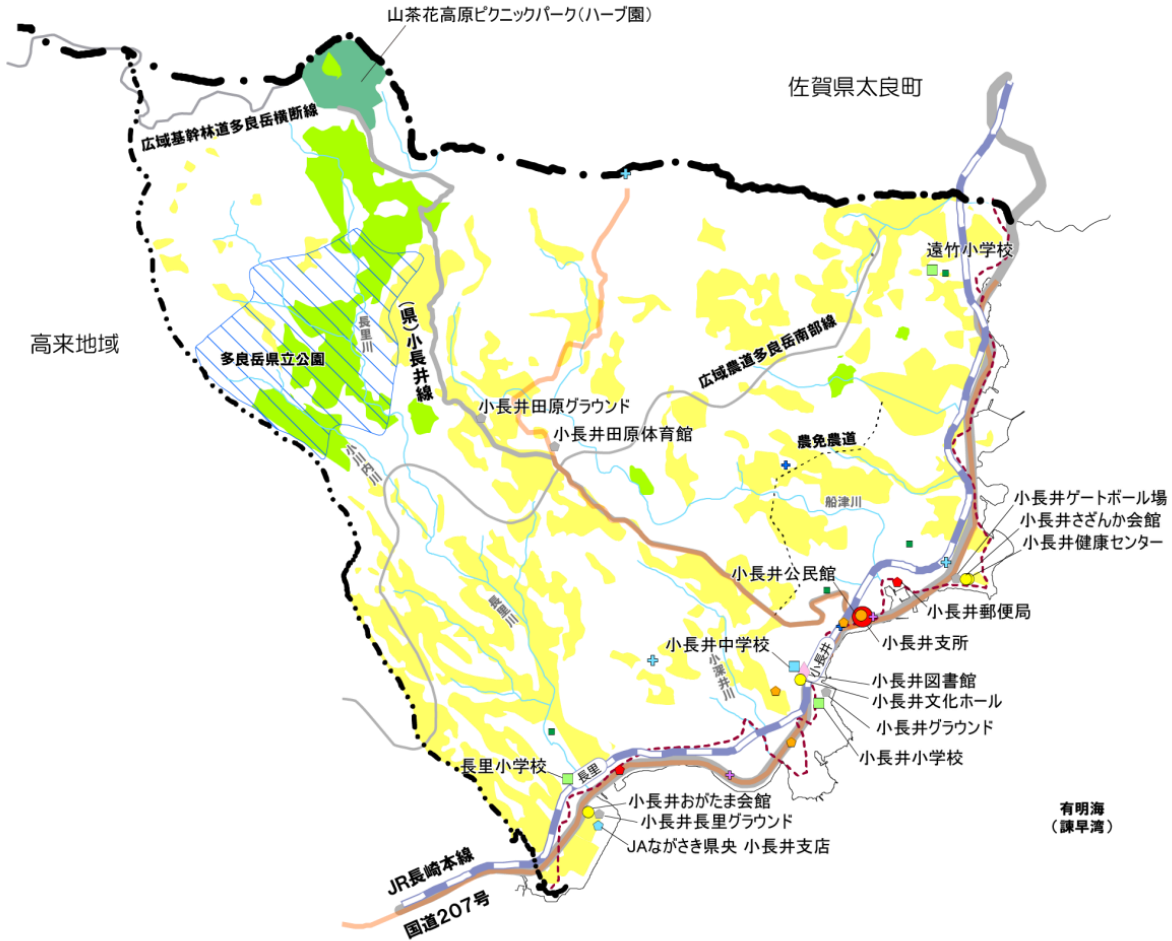 山茶花高原ピクニックパーク(ハーブ園)
佐賀県太良町
広域基幹林道多良岳横断線
遠竹小学校
高来地域
長里川
(県)小長井線
多良岳県立公園
広域農道多良岳南部線
小長井田原グラウンド
小長井田原体育館
農免農道
小川内川
船津川
小長井ゲートボール場
小長井さざんか会館
小長井健康センター
小長井公民館
長里川
小長井郵便局
小長井支所
小長井中学校
小長井
小深井川
小長井図書館
小長井文化ホール
小長井グラウンド
小長井小学校
長里小学校
長里
小長井おがたま会館
小長井長里グラウンド
JAながさき県央 小長井支店
有明海
(諫早湾)
JR長崎本線
国道207号